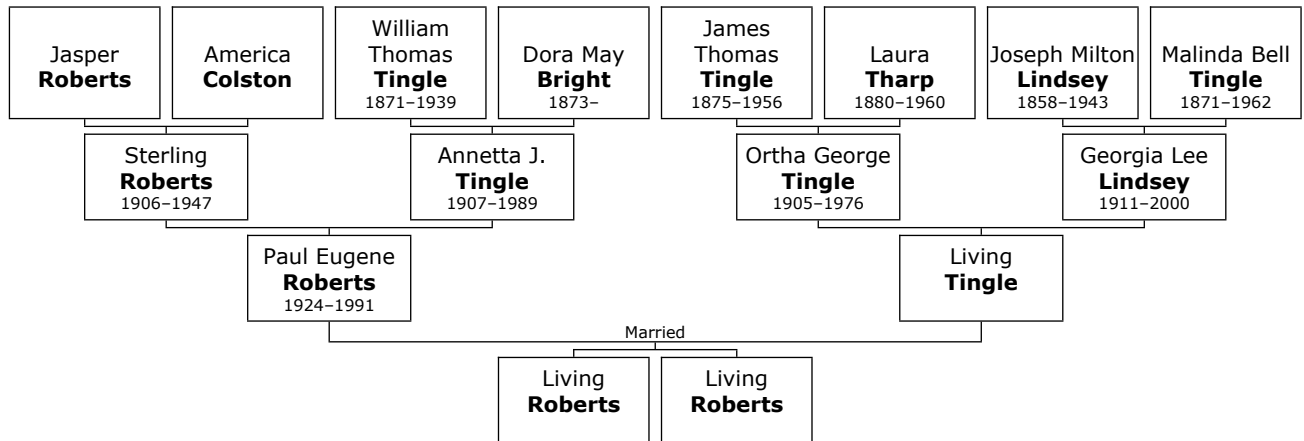 Jasper
Roberts
America
Colston
William
Thomas
Tingle
1871–1939
Dora May
Bright
1873–
James
Thomas
Tingle
1875–1956
Laura
Tharp
1880–1960
Joseph Milton
Lindsey
1858–1943
Malinda Bell
Tingle
1871–1962
Sterling
Roberts
1906–1947
Annetta J.
Tingle
1907–1989
Ortha George
Tingle
1905–1976
Georgia Lee
Lindsey
1911–2000
Paul Eugene
Roberts
1924–1991
Living
Tingle
Married
Living
Roberts
Living
Roberts